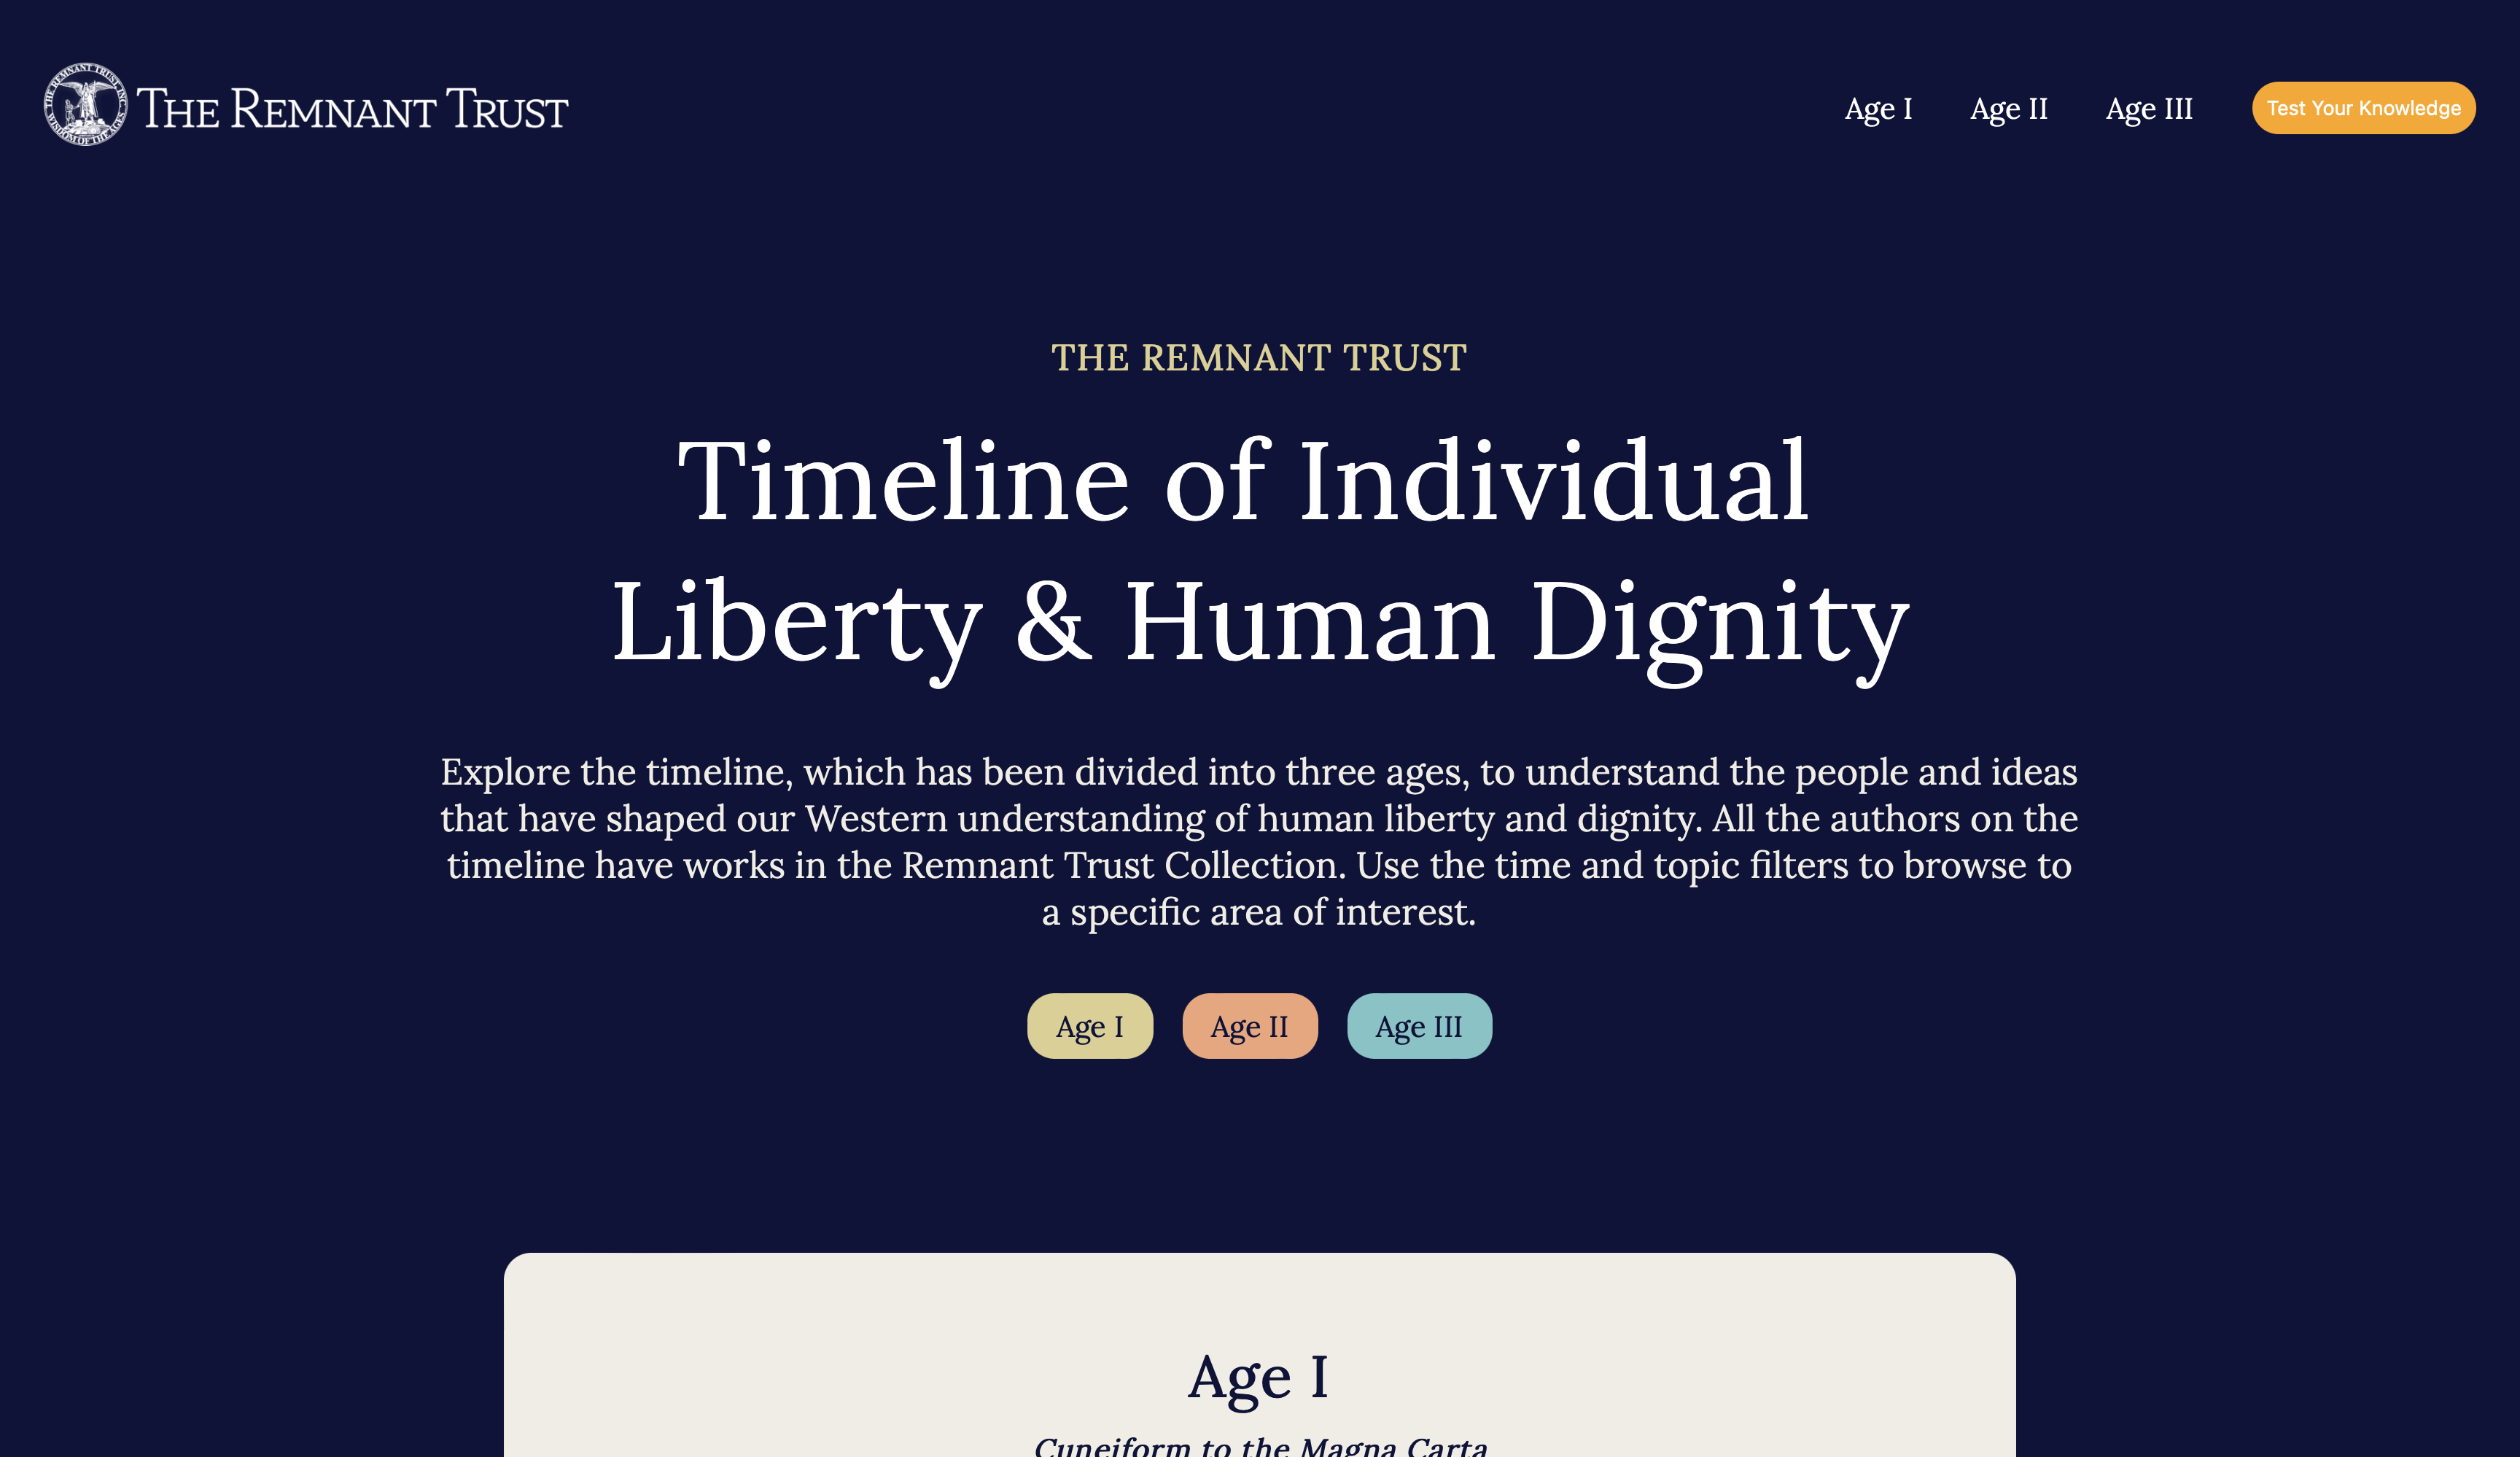 THE REMNANT TRUST, INC.
WISDOM OF THE AGES
THE REMNANT TRUST
Age I
Age II
Age III
Test Your Knowledge
THE REMNANT TRUST
Timeline of Individual
Liberty & Human Dignity
Explore the timeline, which has been divided into three ages, to understand the people and ideas
that have shaped our Western understanding of human liberty and dignity. All the authors on the
timeline have works in the Remnant Trust Collection. Use the time and topic filters to browse to
a specific area of interest.
Age I
Age II
Age III
Age I
Cuneiform to the Magna Carta